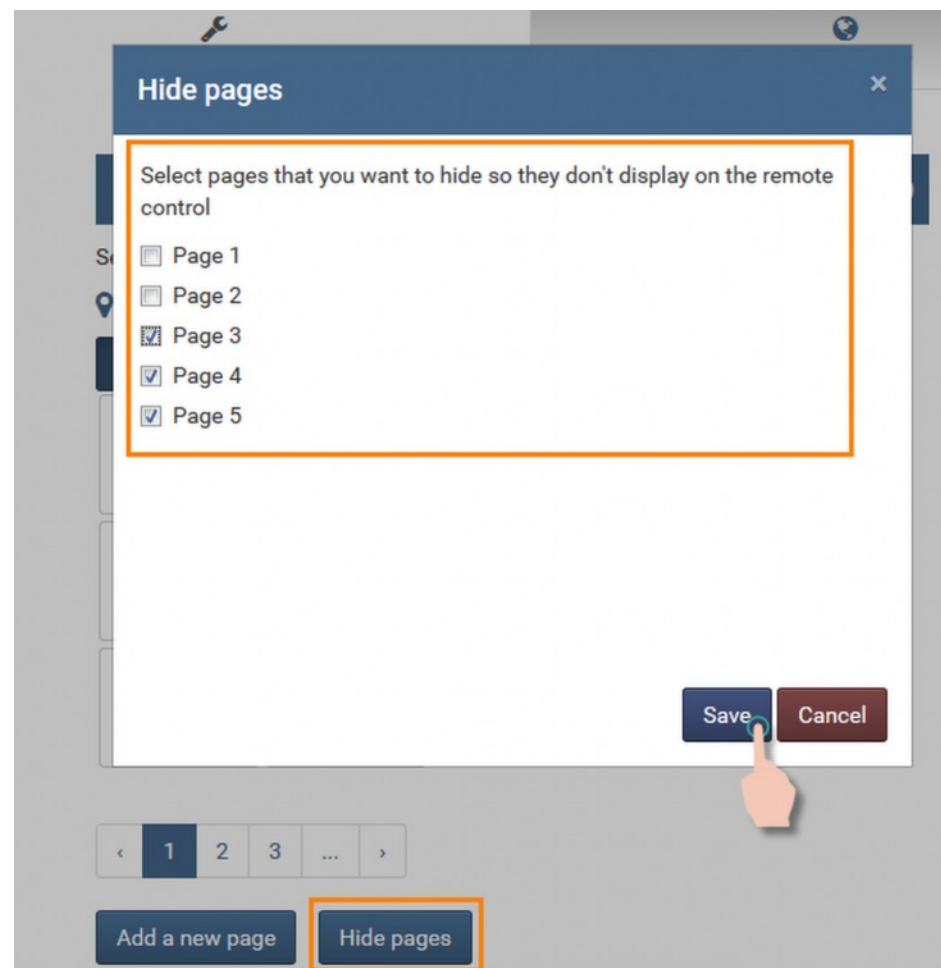 Hide pages
×
Select pages that you want to hide so they don't display on the remote
control
Page 1
Page 2
Page 3
Page 4
Page 5
Save Cancel
‹ 1 2 3 ... ›
Add a new page Hide pages